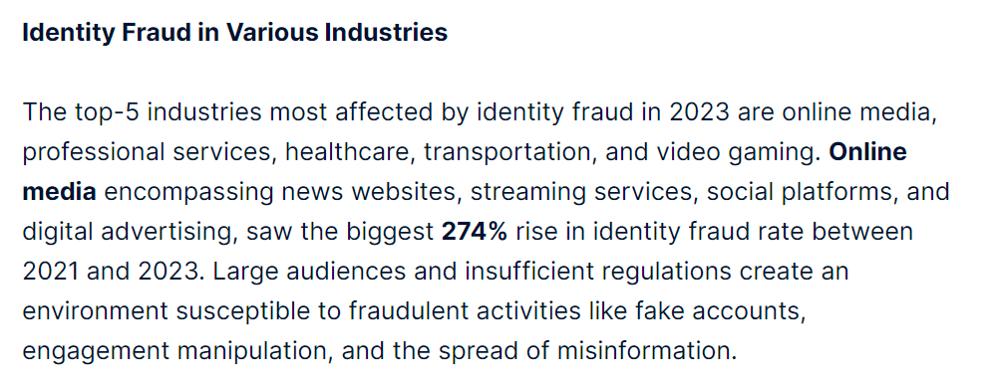 Identity Fraud in Various Industries
The top-5 industries most affected by identity fraud in 2023 are online media,
professional services, healthcare, transportation, and video gaming. Online
media encompassing news websites, streaming services, social platforms, and
digital advertising, saw the biggest 274% rise in identity fraud rate between
2021 and 2023. Large audiences and insufficient regulations create an
environment susceptible to fraudulent activities like fake accounts,
engagement manipulation, and the spread of misinformation.